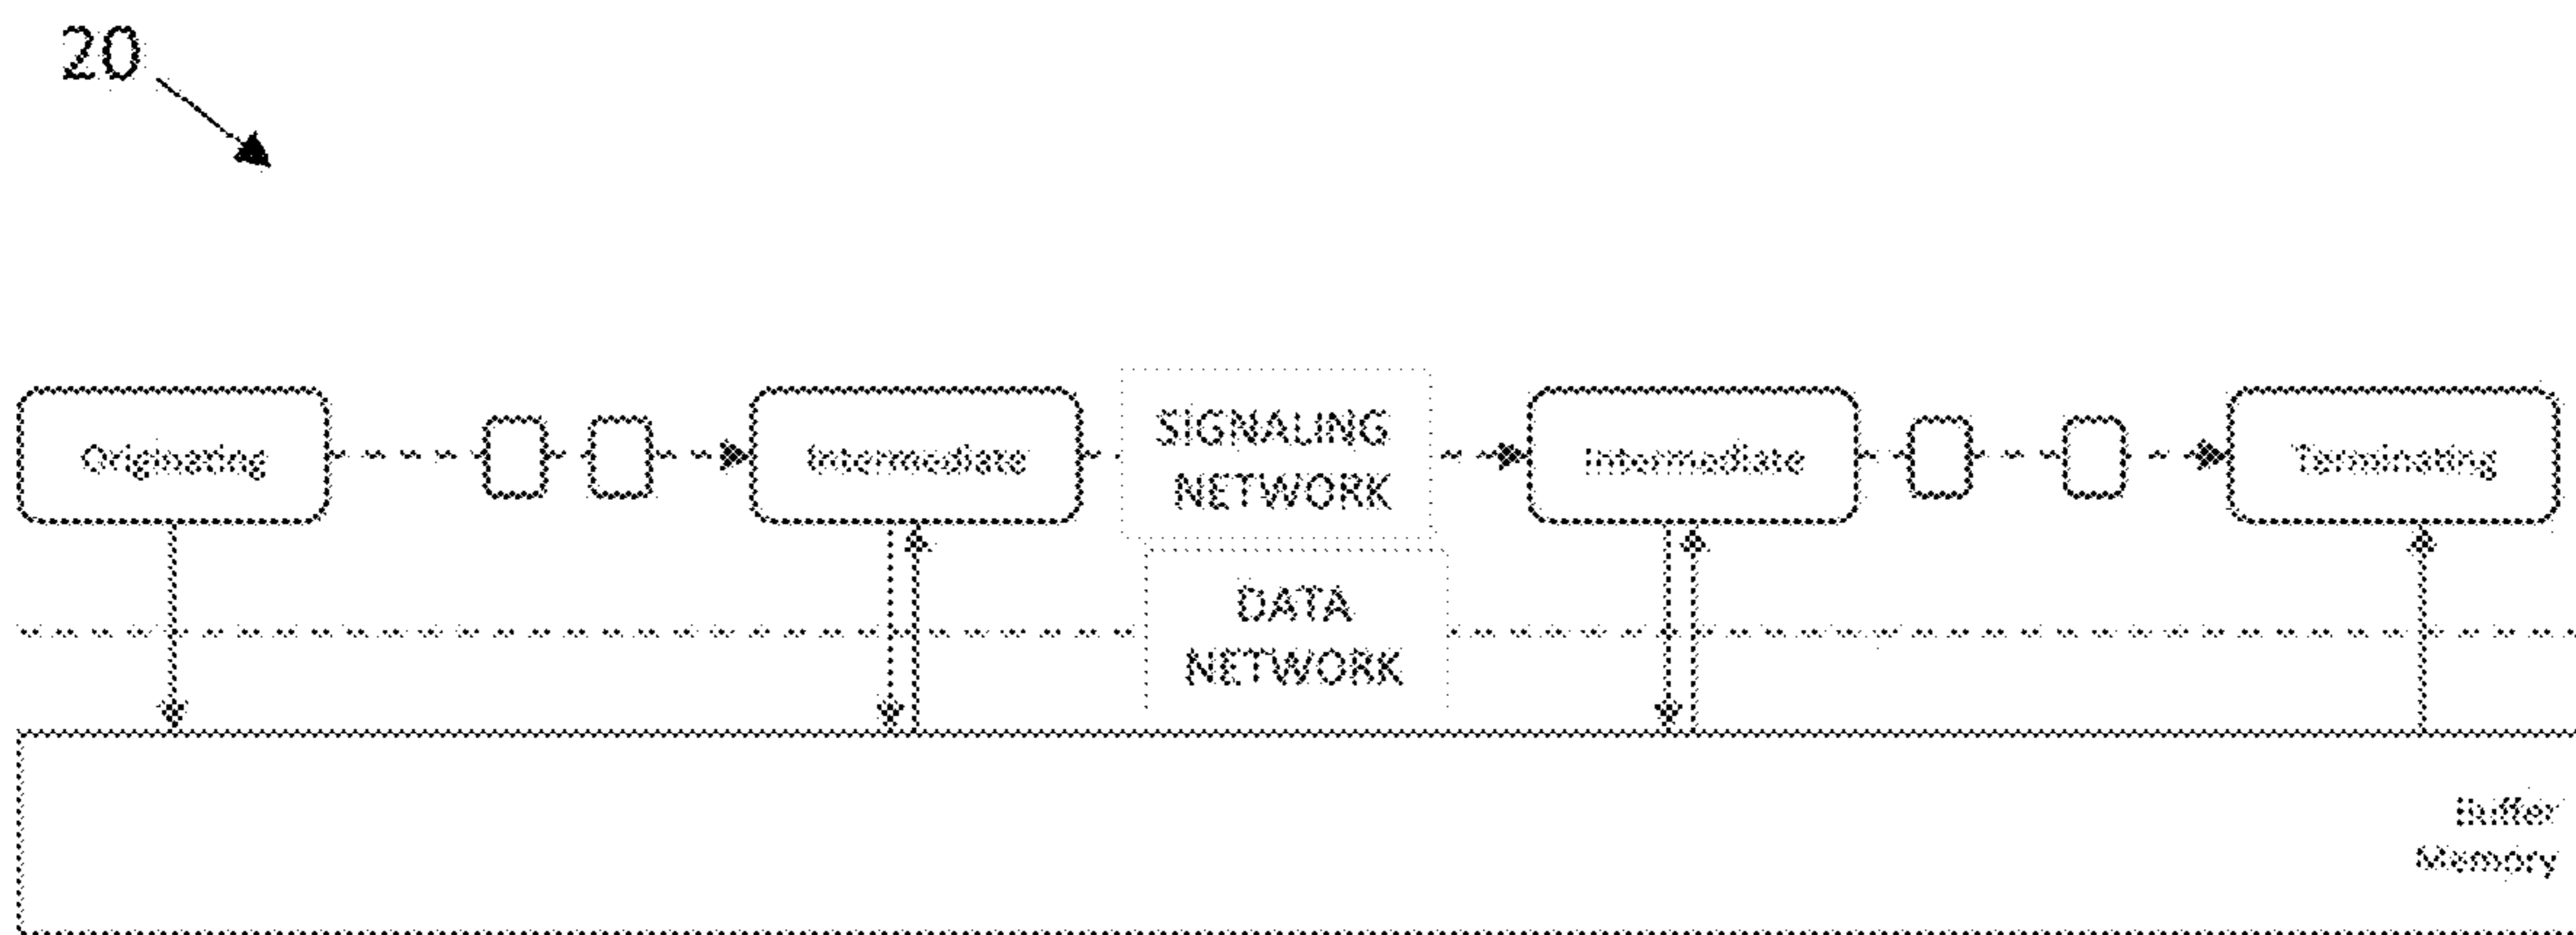 20
Originating
Intermediate
SIGNALING
NETWORK
Intermediate
Terminating
DATA
NETWORK
Buffer
Memory